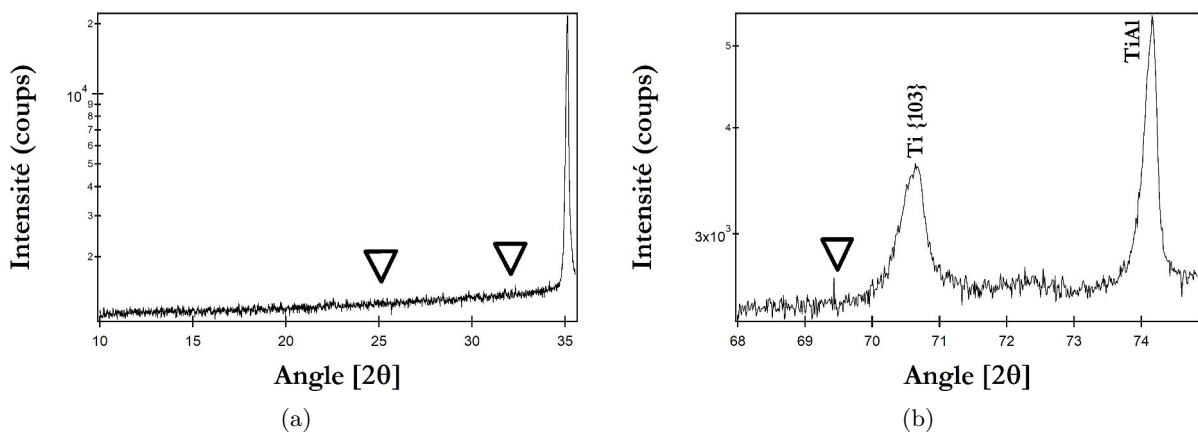 Intensité (coups)
2
10⁴
9
8
7
6
5
4
3
2
10 15 20 25 30 35
Angle [2θ]
(a)
Intensité (coups)
5
4
3x10³
Ti {103}
TiAl
68 69 70 71 72 73 74
Angle [2θ]
(b)